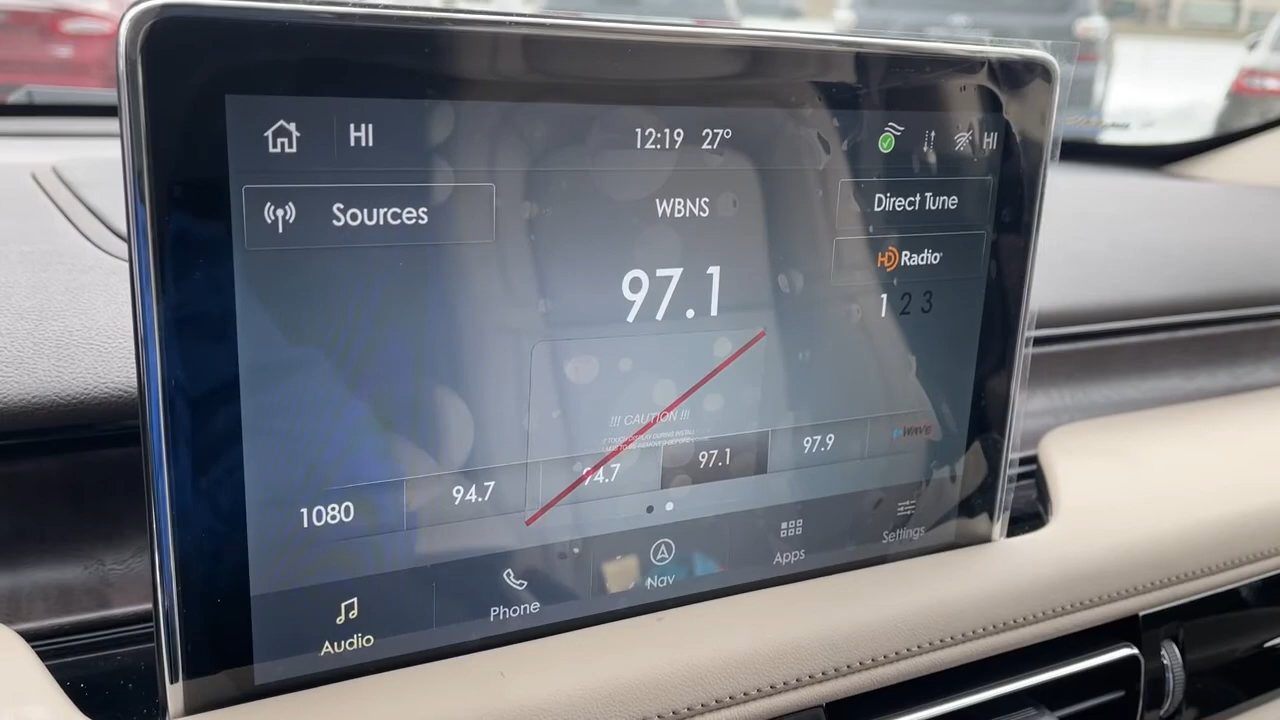 HI
12:19 27°
HI
Sources
WBNS
Direct Tune
HD Radio
97.1
1 2 3
!!! CAUTION !!!
1080
94.7
94.7
97.1
97.9
WAVE
Audio
Phone
Nav
Apps
Settings